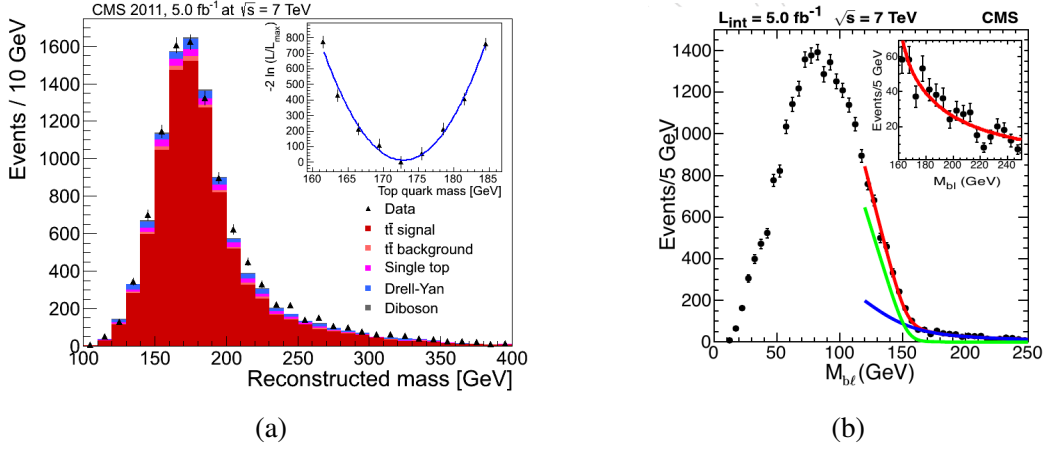 CMS 2011, 5.0 fb⁻¹ at √s = 7 TeV
Events / 10 GeV
1600
1400
1200
1000
800
600
400
200
0
100 150 200 250 300 350 400
Reconstructed mass [GeV]
-2 ln (L/Lmax)
800
700
600
500
400
300
200
100
0
160 165 170 175 180 185
Top quark mass [GeV]
Data
tt̄ signal
tt̄ background
Single top
Drell-Yan
Diboson
(a)
Lint = 5.0 fb⁻¹ √s = 7 TeV CMS
Events/5 GeV
1400
1200
1000
800
600
400
200
0
0 50 100 150 200 250
Mbℓ (GeV)
Events/5 GeV
60
40
20
160 180 200 220 240
Mbl (GeV)
(b)